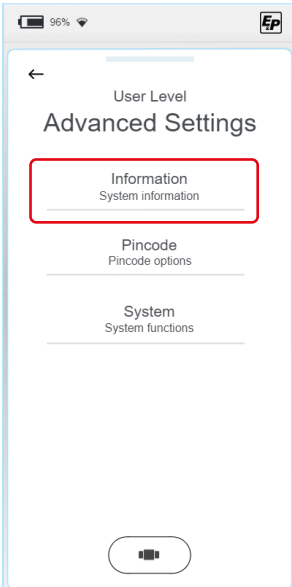 96%
EP
User Level
Advanced Settings
Information
System information
Pincode
Pincode options
System
System functions